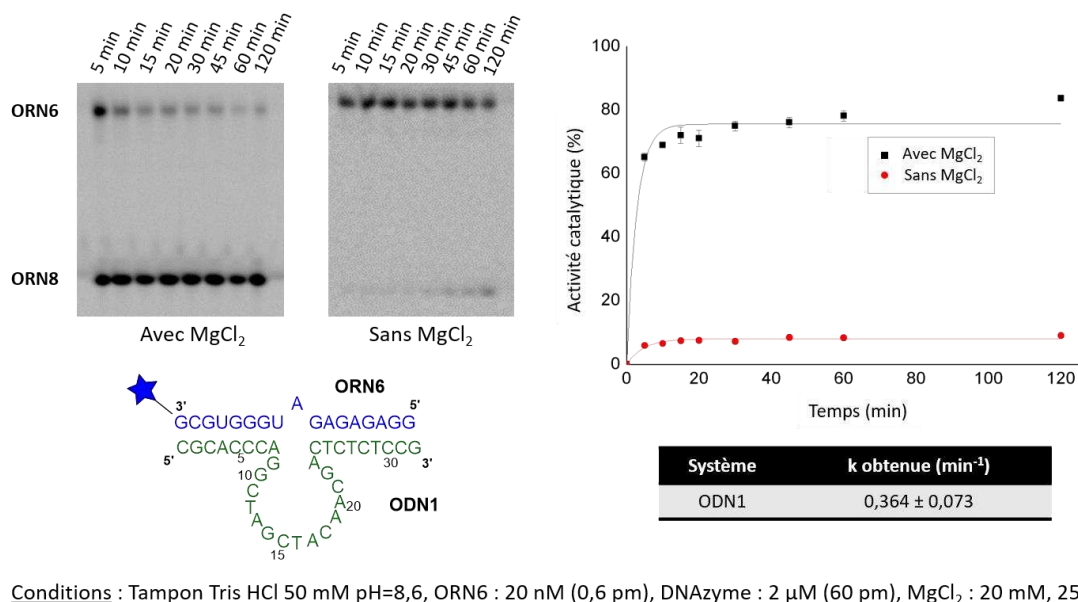 5 min 10 min 15 min 20 min 30 min 45 min 60 min 120 min
5 min 10 min 15 min 20 min 30 min 45 min 60 min 120 min
ORN6
ORN8
Avec MgCl₂
Sans MgCl₂
100
80
60
40
20
0
0 20 40 60 80 100 120
Activité catalytique (%)
Temps (min)
Avec MgCl₂
Sans MgCl₂
ORN6
3' A 5'
GCGUGGGU GAGAGAGG
CGCACCCA CTCTCTCCG
5' 5 30 3'
G A
10 G G
C C
T A 20
A A
G C
C T C A
15
ODN1
Système k obtenue (min⁻¹)
ODN1 0,364 ± 0,073
Conditions : Tampon Tris HCl 50 mM pH=8,6, ORN6 : 20 nM (0,6 pm), DNAzyme : 2 µM (60 pm), MgCl₂ : 20 mM, 25